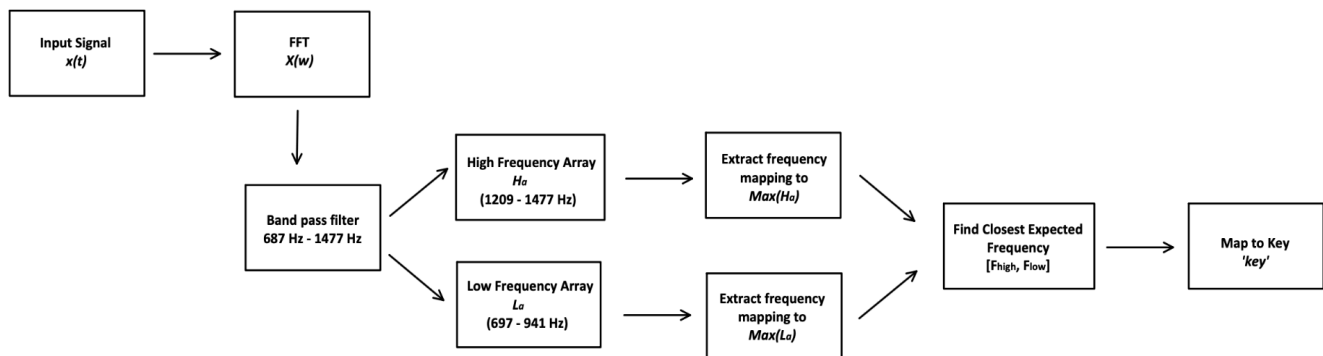 Input Signal
x(t)
FFT
X(w)
Band pass filter
687 Hz - 1477 Hz
High Frequency Array
Ha
(1209 - 1477 Hz)
Low Frequency Array
La
(697 - 941 Hz)
Extract frequency
mapping to
Max(Ha)
Extract frequency
mapping to
Max(La)
Find Closest Expected
Frequency
[Fhigh, Flow]
Map to Key
'key'